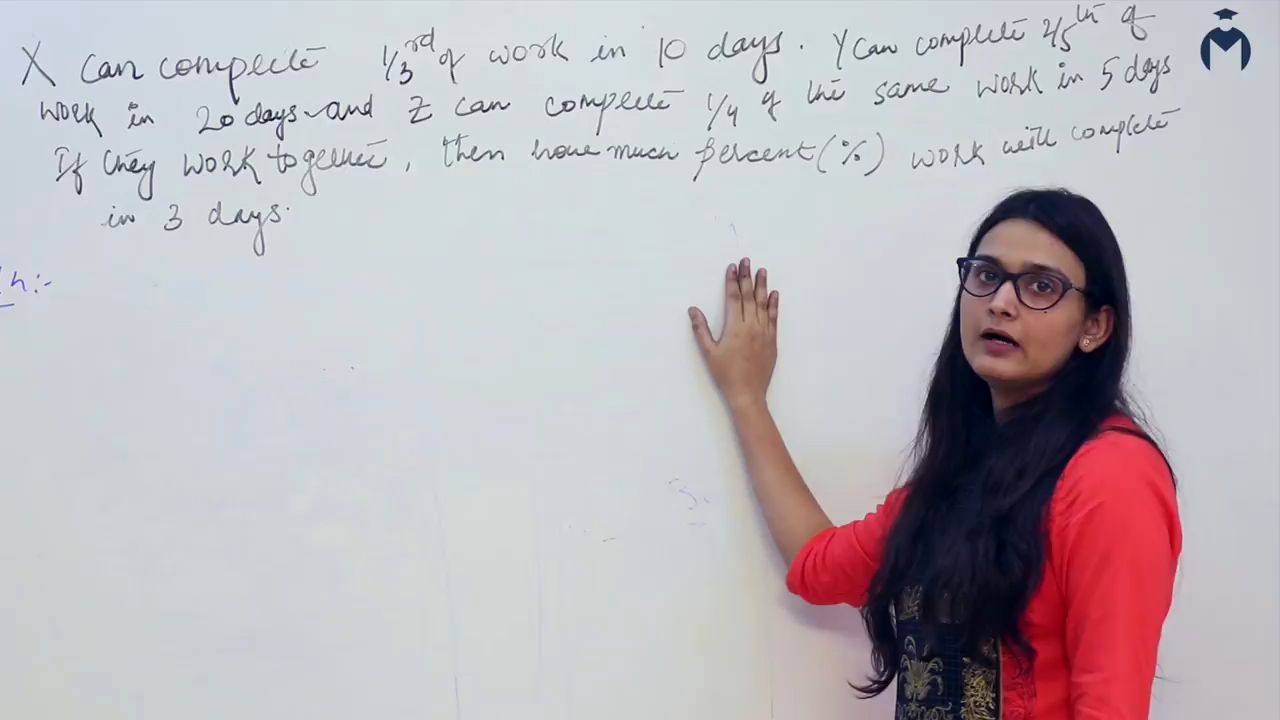 X can complete 1/3rd of work in 10 days. Y can complete 2/5th of
work in 20 days and Z can complete 1/4 of the same work in 5 days
If they work together, then how much percent (%) work will complete
in 3 days.